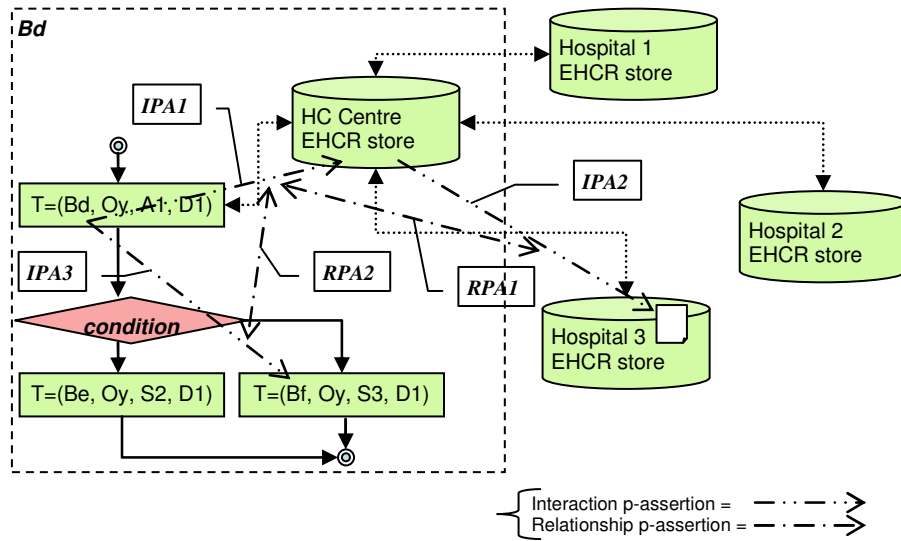 Bd
Hospital 1
EHCR store
IPA1
HC Centre
EHCR store
IPA2
T=(Bd, Oy, A1, D1)
Hospital 2
EHCR store
IPA3
RPA2
RPA1
condition
Hospital 3
EHCR store
T=(Be, Oy, S2, D1)
T=(Bf, Oy, S3, D1)
Interaction p-assertion =
Relationship p-assertion =